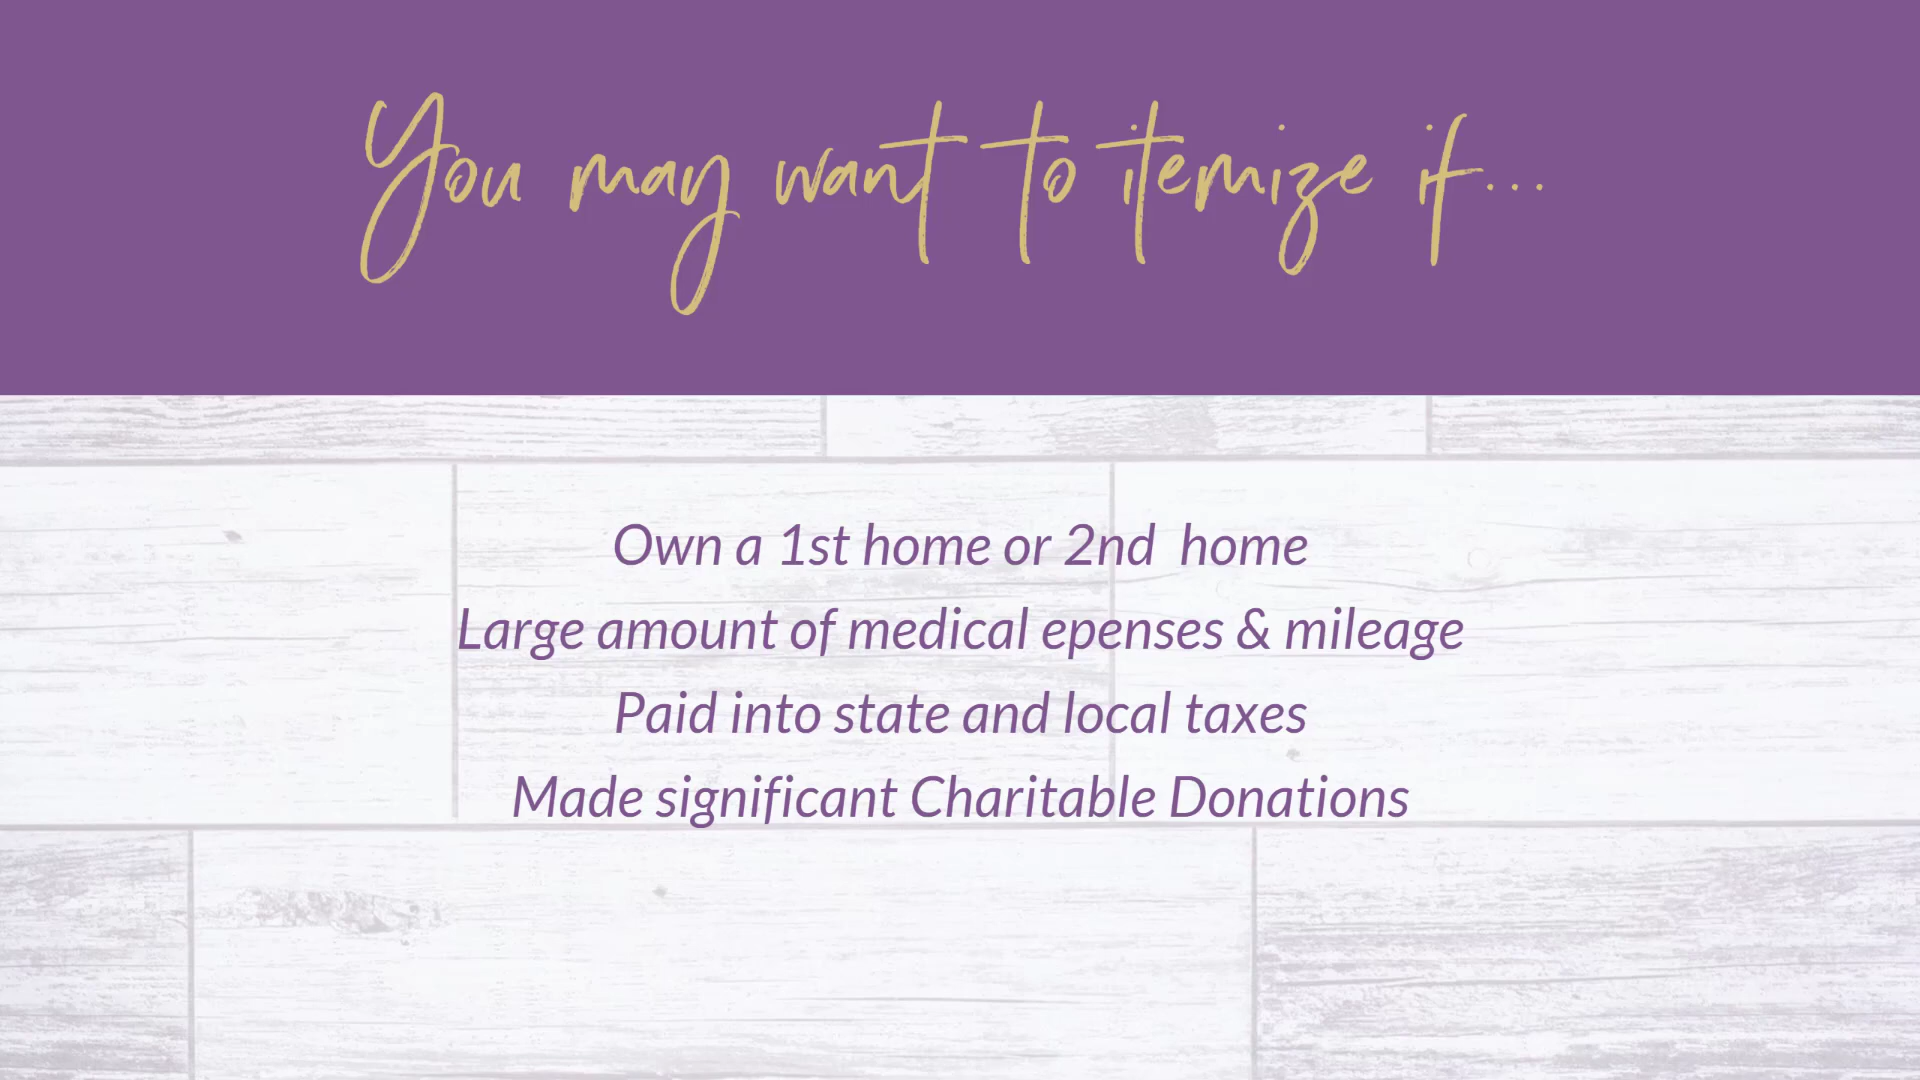 You may want to itemize if...
Own a 1st home or 2nd  home
Large amount of medical epenses & mileage
Paid into state and local taxes
Made significant Charitable Donations